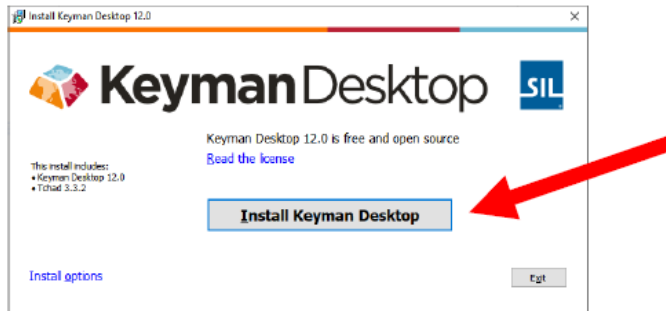 Install Keyman Desktop 12.0
Keyman Desktop
SIL
Keyman Desktop 12.0 is free and open source
Read the license
This install includes:
• Keyman Desktop 12.0
• Tchad 3.3.2
Install Keyman Desktop
Install options
Exit